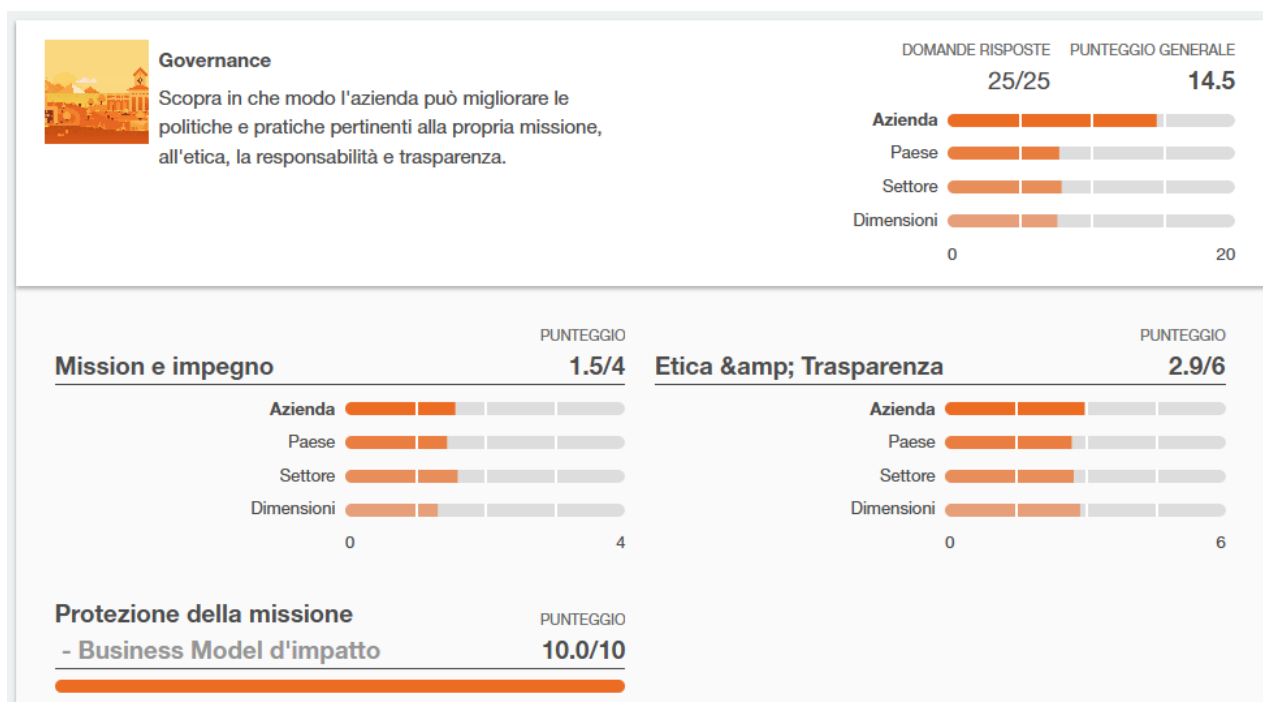 Governance
Scopra in che modo l'azienda può migliorare le
politiche e pratiche pertinenti alla propria missione,
all'etica, la responsabilità e trasparenza.
DOMANDE RISPOSTE PUNTEGGIO GENERALE
25/25 14.5
Azienda
Paese
Settore
Dimensioni
0 20
PUNTEGGIO
Mission e impegno 1.5/4
Azienda
Paese
Settore
Dimensioni
0 4
PUNTEGGIO
Etica &amp; Trasparenza 2.9/6
Azienda
Paese
Settore
Dimensioni
0 6
Protezione della missione PUNTEGGIO
- Business Model d'impatto 10.0/10